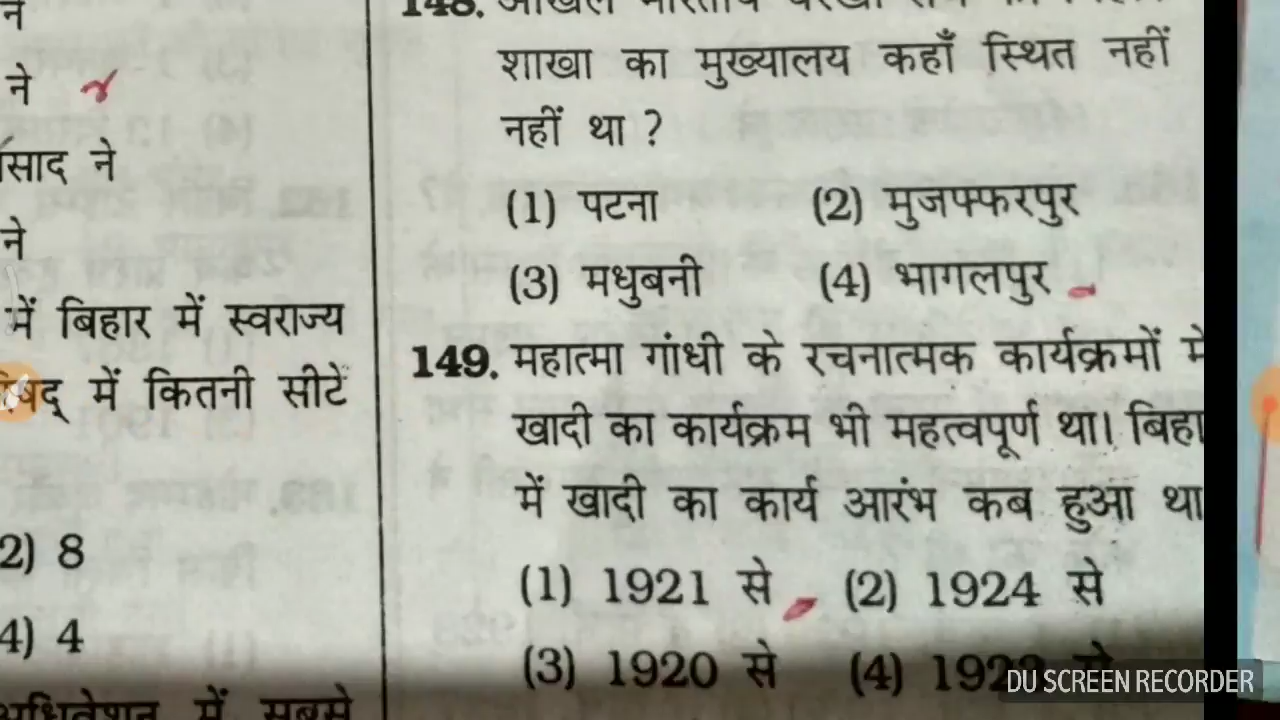 ने
ने
साद ने
ने
में बिहार में स्वराज्य
में कितनी सीटें
2) 8
4) 4
में सबसे
148.
शाखा का मुख्यालय कहाँ स्थित नहीं
नहीं था ?
(1) पटना (2) मुजफ्फरपुर
(3) मधुबनी (4) भागलपुर
149. महात्मा गांधी के रचनात्मक कार्यक्रमों में
खादी का कार्यक्रम भी महत्वपूर्ण था। बिहा
में खादी का कार्य आरंभ कब हुआ था
(1) 1921 से (2) 1924 से
(3) 1920 से (4)
DU SCREEN RECORDER